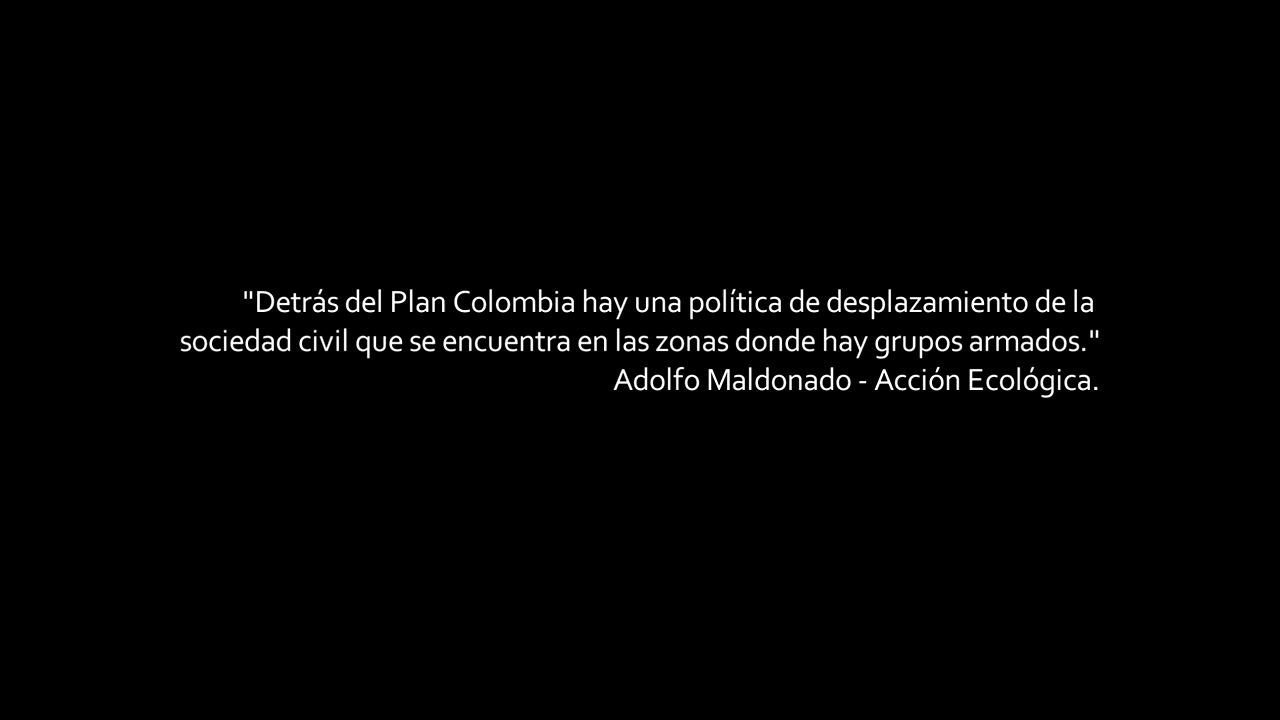 "Detrás del Plan Colombia hay una política de desplazamiento de la
sociedad civil que se encuentra en las zonas donde hay grupos armados."
Adolfo Maldonado - Acción Ecológica.